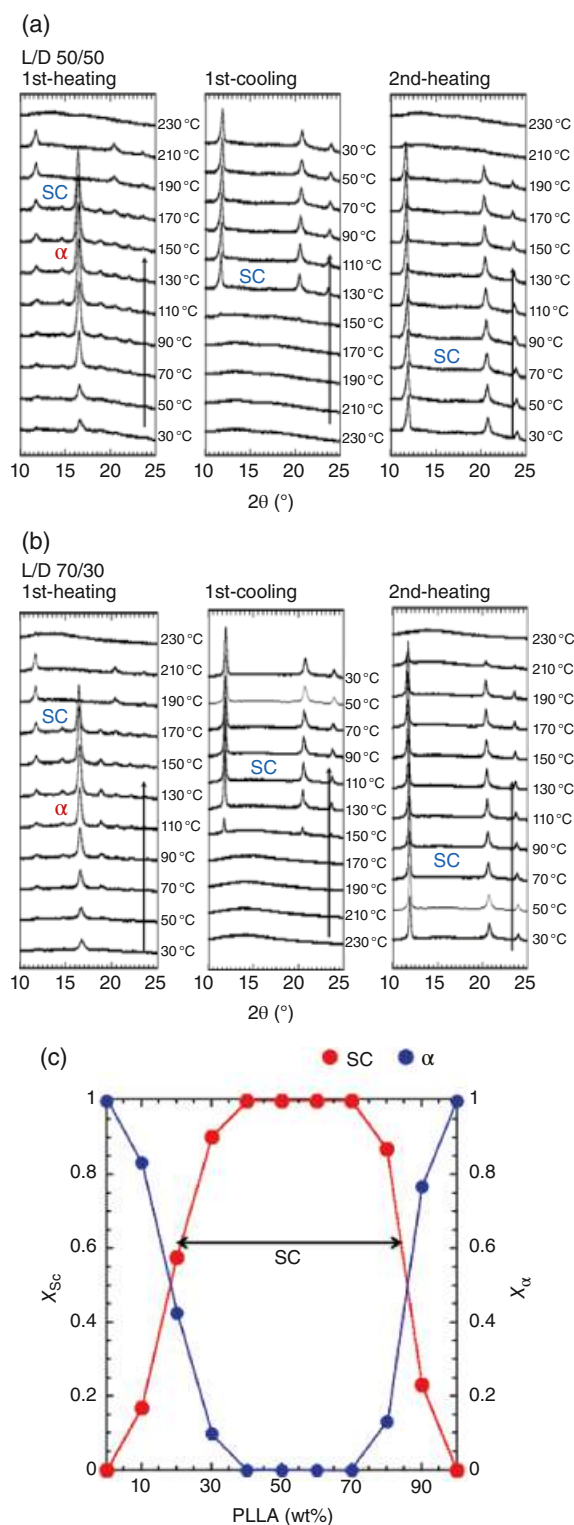 (a)
L/D 50/50
1st-heating
1st-cooling
2nd-heating
230 °C
210 °C
190 °C
SC
170 °C
150 °C
α
130 °C
110 °C
90 °C
70 °C
50 °C
30 °C
10 15 20 25
30 °C
50 °C
70 °C
90 °C
110 °C
SC
130 °C
150 °C
170 °C
190 °C
210 °C
230 °C
10 15 20 25
230 °C
210 °C
190 °C
170 °C
150 °C
130 °C
110 °C
90 °C
SC
70 °C
50 °C
30 °C
10 15 20 25
2θ (°)
(b)
L/D 70/30
1st-heating
1st-cooling
2nd-heating
230 °C
210 °C
190 °C
SC
170 °C
150 °C
130 °C
α
110 °C
90 °C
70 °C
50 °C
30 °C
10 15 20 25
30 °C
50 °C
70 °C
90 °C
SC
110 °C
130 °C
150 °C
170 °C
190 °C
210 °C
230 °C
10 15 20 25
230 °C
210 °C
190 °C
170 °C
150 °C
130 °C
110 °C
90 °C
SC
70 °C
50 °C
30 °C
10 15 20 25
2θ (°)
(c)
SC α
1 1
0.8 0.8
0.6 0.6
SC
0.4 0.4
0.2 0.2
0 0
XSc
Xα
10 30 50 70 90
PLLA (wt%)